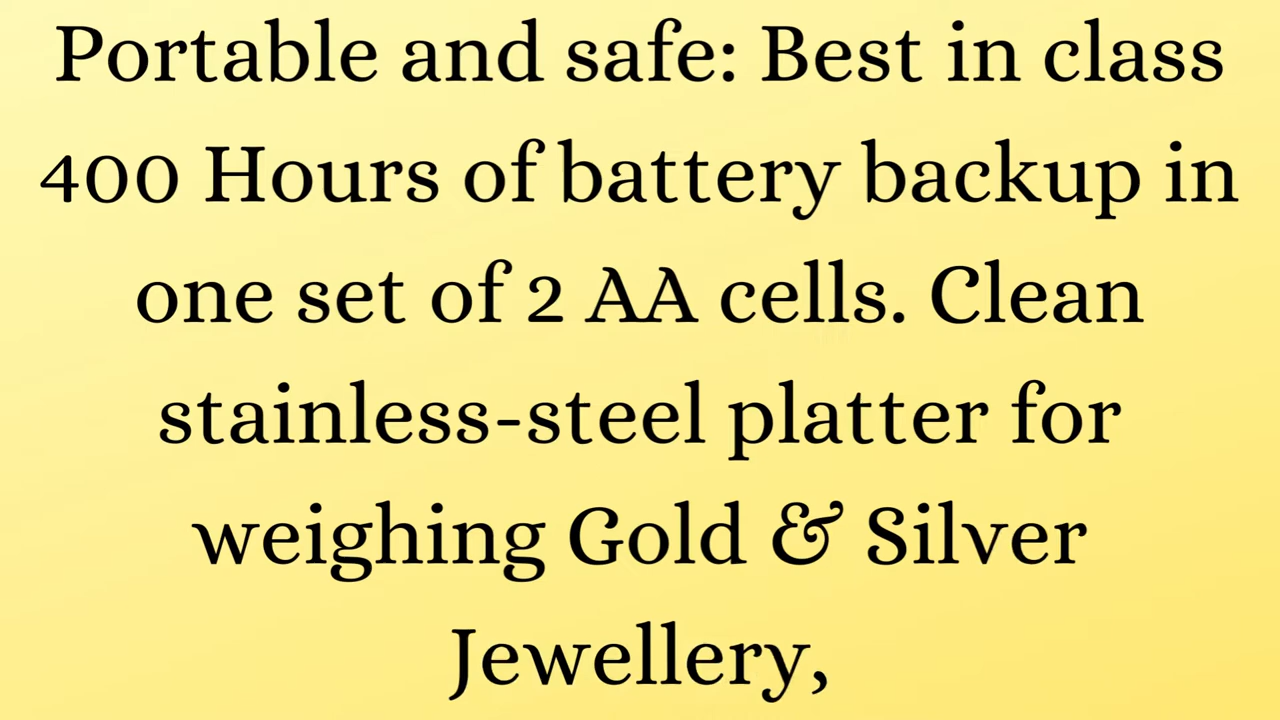 Portable and safe: Best in class
400 Hours of battery backup in
one set of 2 AA cells. Clean
stainless-steel platter for
weighing Gold & Silver
Jewellery,